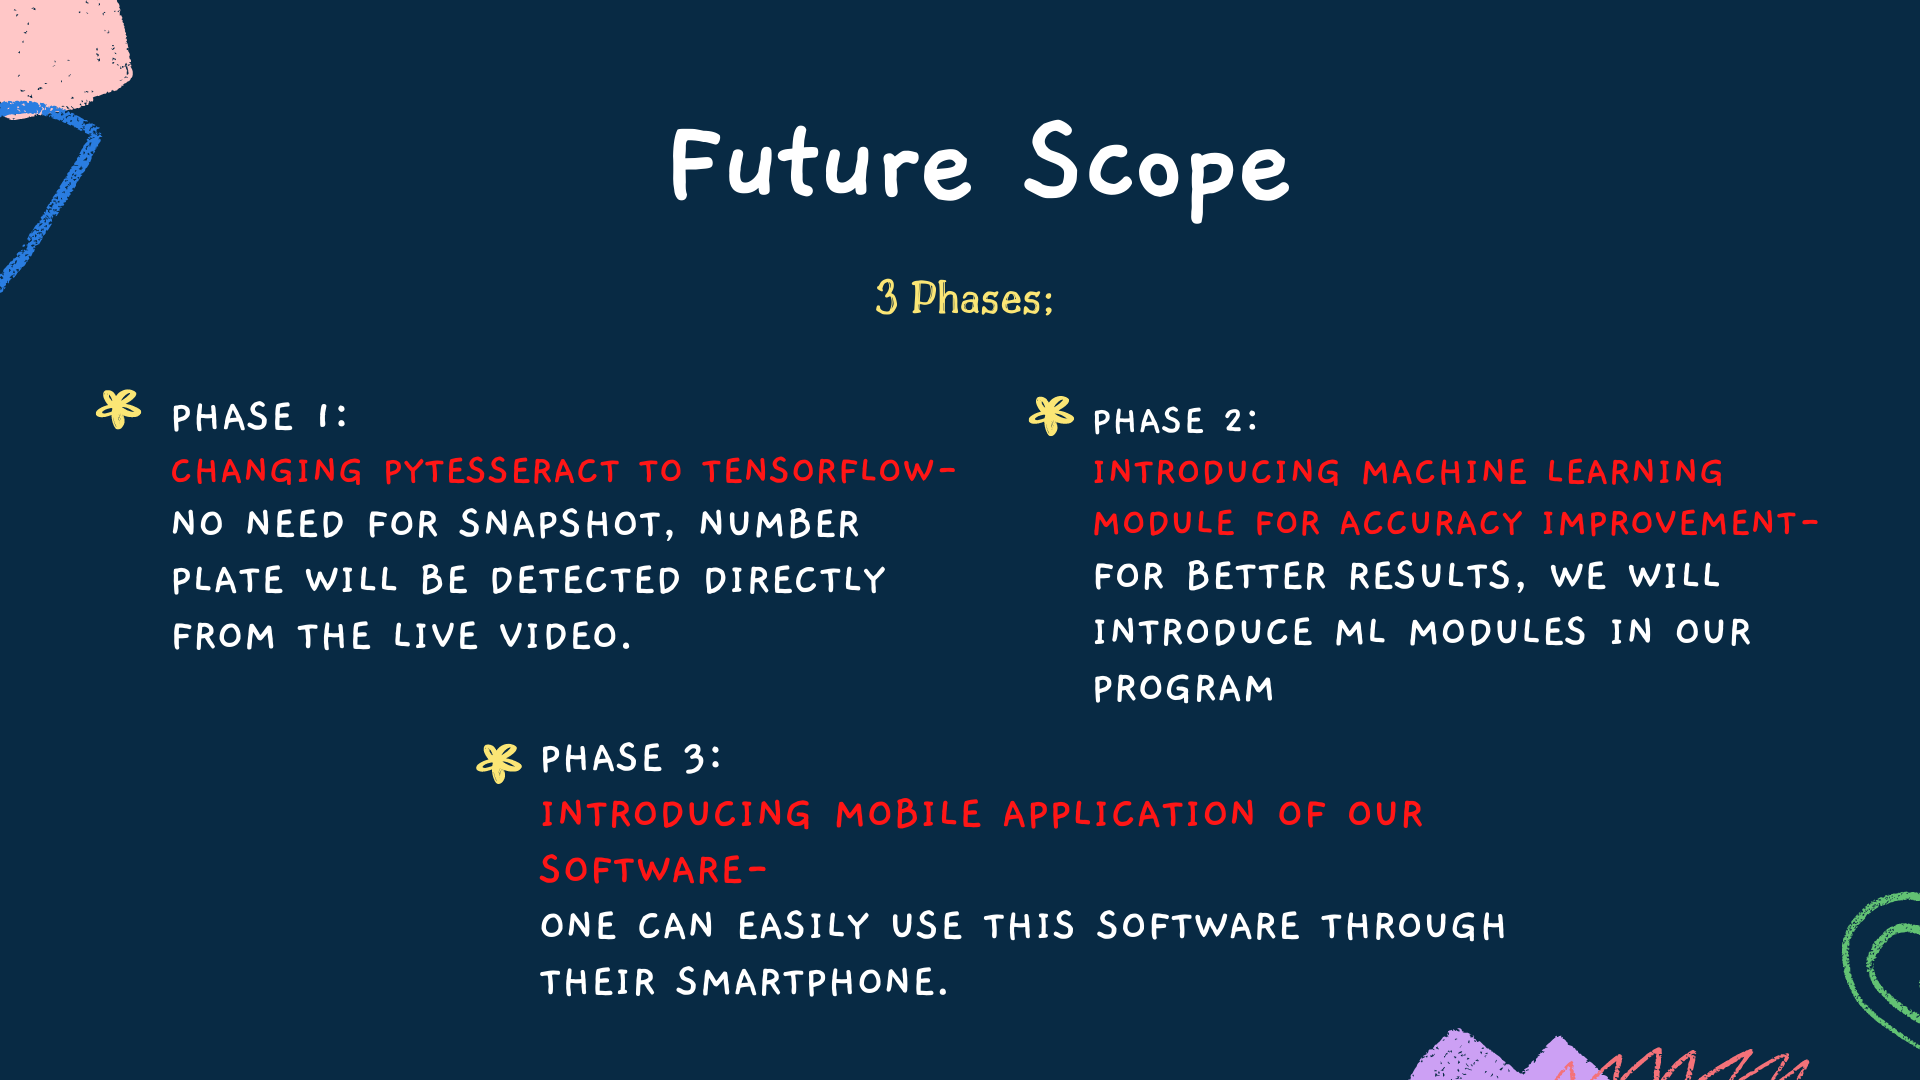 Future Scope
3 Phases;
PHASE 1:
CHANGING PYTESSERACT TO TENSORFLOW-
NO NEED FOR SNAPSHOT, NUMBER
PLATE WILL BE DETECTED DIRECTLY
FROM THE LIVE VIDEO.
PHASE 2:
INTRODUCING MACHINE LEARNING
MODULE FOR ACCURACY IMPROVEMENT-
FOR BETTER RESULTS, WE WILL
INTRODUCE ML MODULES IN OUR
PROGRAM
PHASE 3:
INTRODUCING MOBILE APPLICATION OF OUR
SOFTWARE-
ONE CAN EASILY USE THIS SOFTWARE THROUGH
THEIR SMARTPHONE.